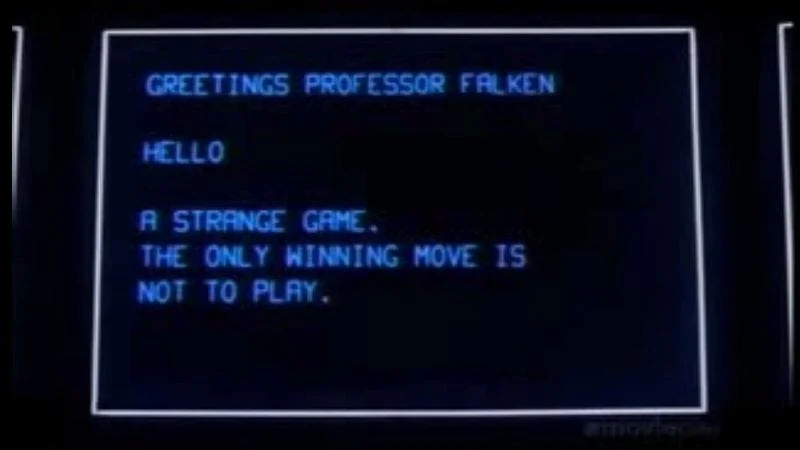 GREETINGS PROFESSOR FALKEN
HELLO
A STRANGE GAME.
THE ONLY WINNING MOVE IS
NOT TO PLAY.